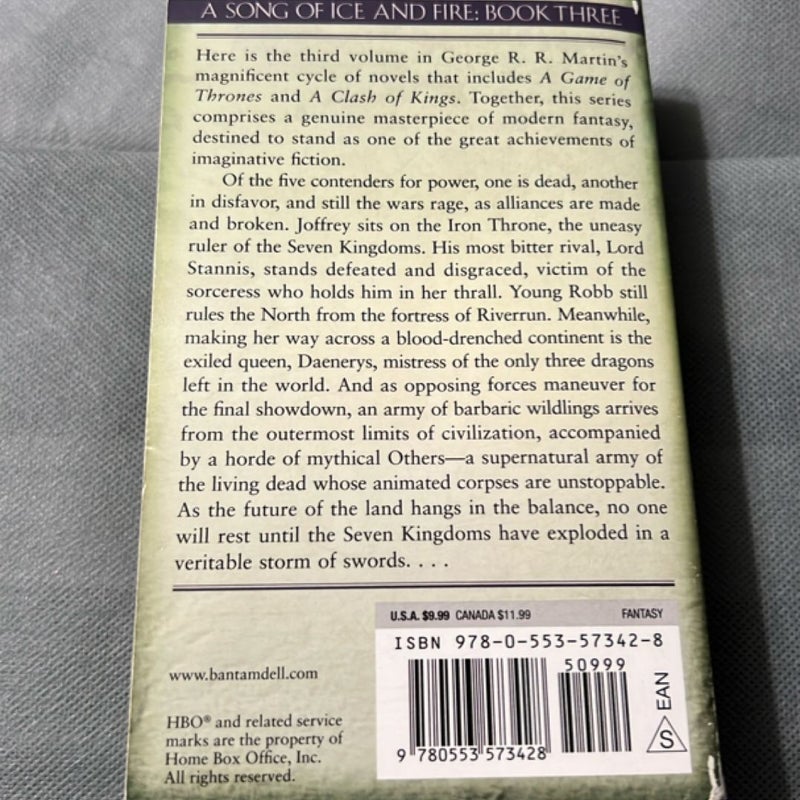 A SONG OF ICE AND FIRE: BOOK THREE
Here is the third volume in George R. R. Martin's
magnificent cycle of novels that includes A Game of
Thrones and A Clash of Kings. Together, this series
comprises a genuine masterpiece of modern fantasy,
destined to stand as one of the great achievements of
imaginative fiction.
Of the five contenders for power, one is dead, another
in disfavor, and still the wars rage, as alliances are made
and broken. Joffrey sits on the Iron Throne, the uneasy
ruler of the Seven Kingdoms. His most bitter rival, Lord
Stannis, stands defeated and disgraced, victim of the
sorceress who holds him in her thrall. Young Robb still
rules the North from the fortress of Riverrun. Meanwhile,
making her way across a blood-drenched continent is the
exiled queen, Daenerys, mistress of the only three dragons
left in the world. And as opposing forces maneuver for
the final showdown, an army of barbaric wildlings arrives
from the outermost limits of civilization, accompanied
by a horde of mythical Others—a supernatural army of
the living dead whose animated corpses are unstoppable.
As the future of the land hangs in the balance, no one
will rest until the Seven Kingdoms have exploded in a
veritable storm of swords. . . .
U.S.A. $9.99 CANADA $11.99 FANTASY
ISBN 978-0-553-57342-8
50999
9 780553 573428
EAN
S
www.bantamdell.com
HBO® and related service
marks are the property of
Home Box Office, Inc.
All rights reserved.